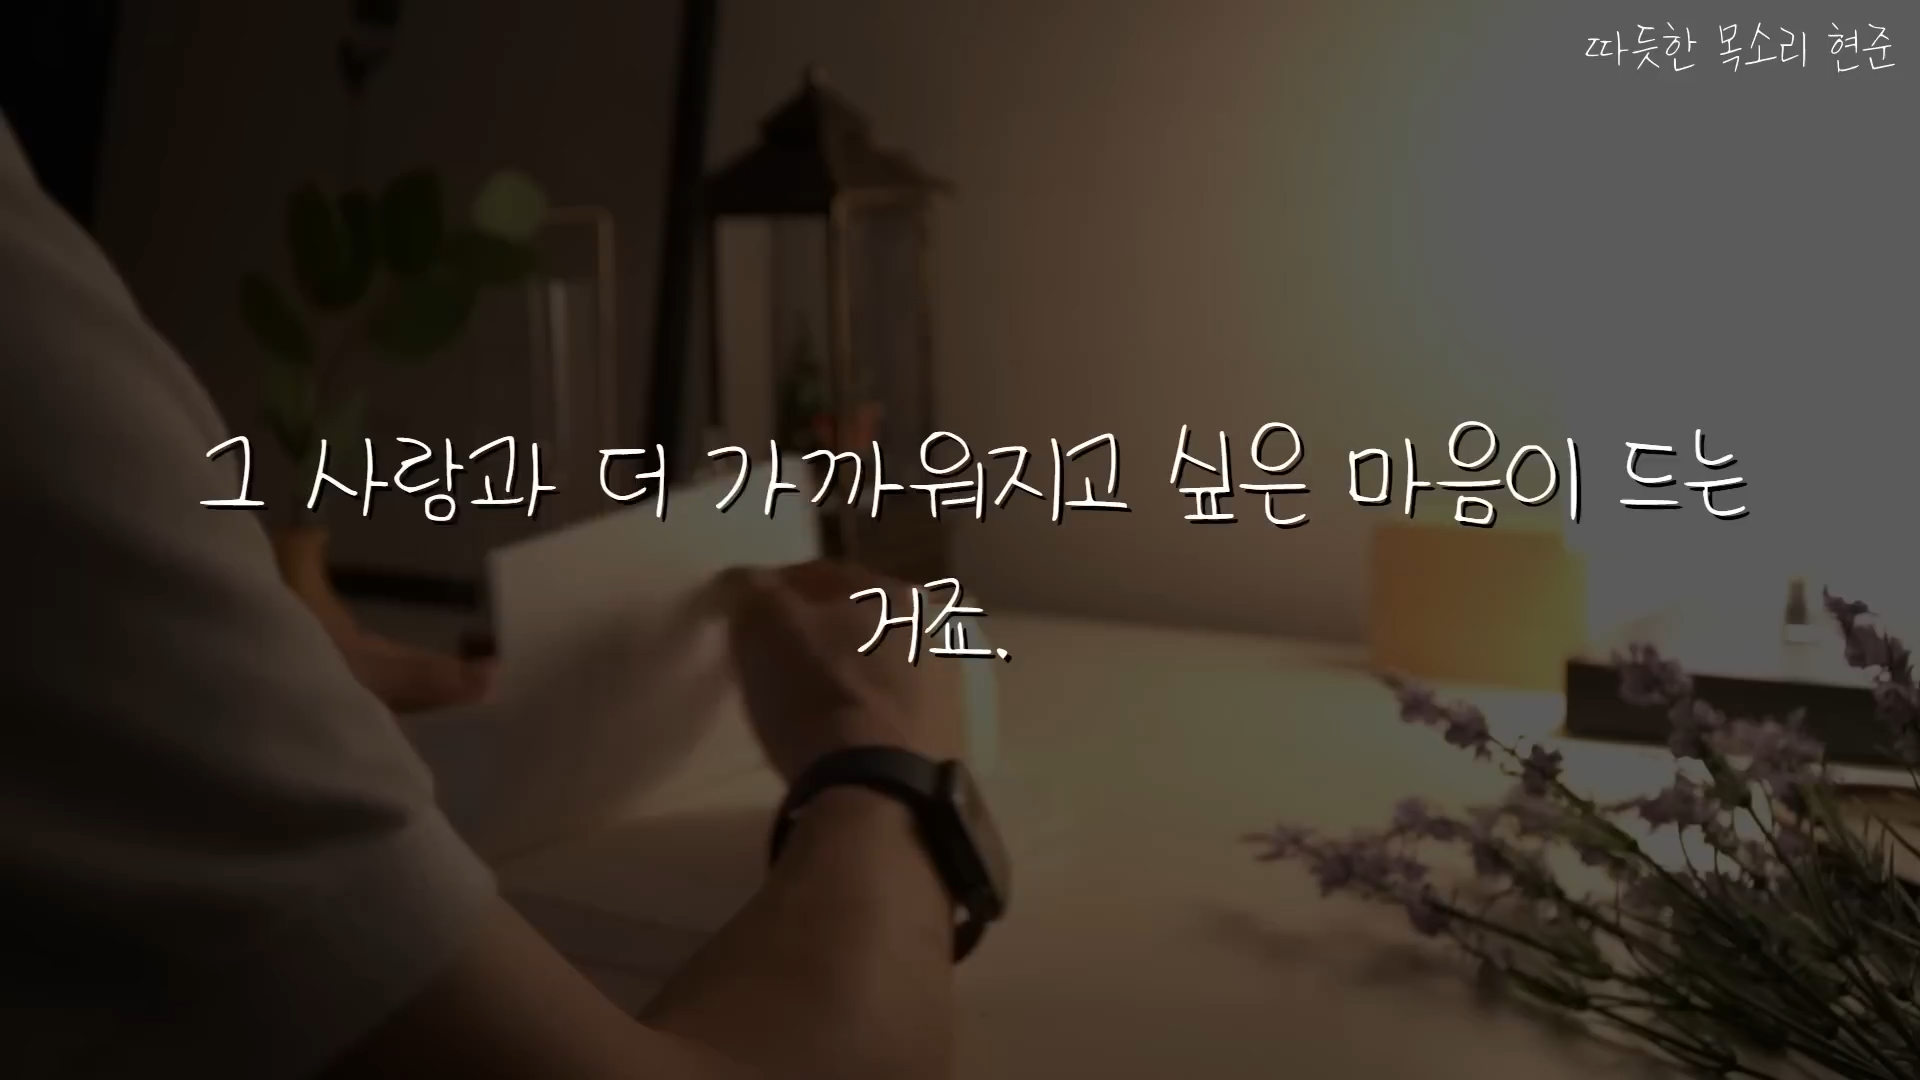 따듯한 목소리 현준
그 사람과 더 가까워지고 싶은 마음이 드는
거죠.